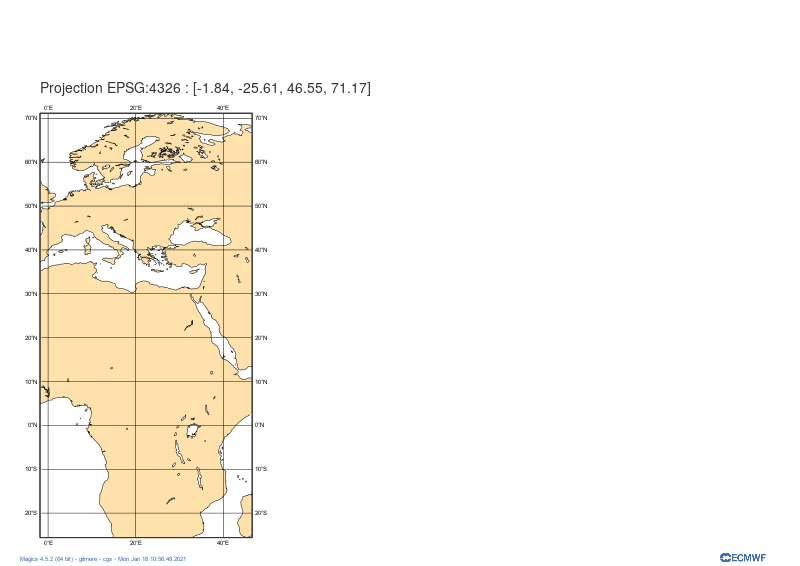 Projection EPSG:4326 : [-1.84, -25.61, 46.55, 71.17]
0°E 20°E 40°E
70°N 70°N
60°N 60°N
50°N 50°N
40°N 40°N
30°N 30°N
20°N 20°N
10°N 10°N
0°N 0°N
10°S 10°S
20°S 20°S
0°E 20°E 40°E
Magics 4.5.2 (64 bit) - gilmere - cgs - Mon Jan 18 10:56:48 2021
ECMWF